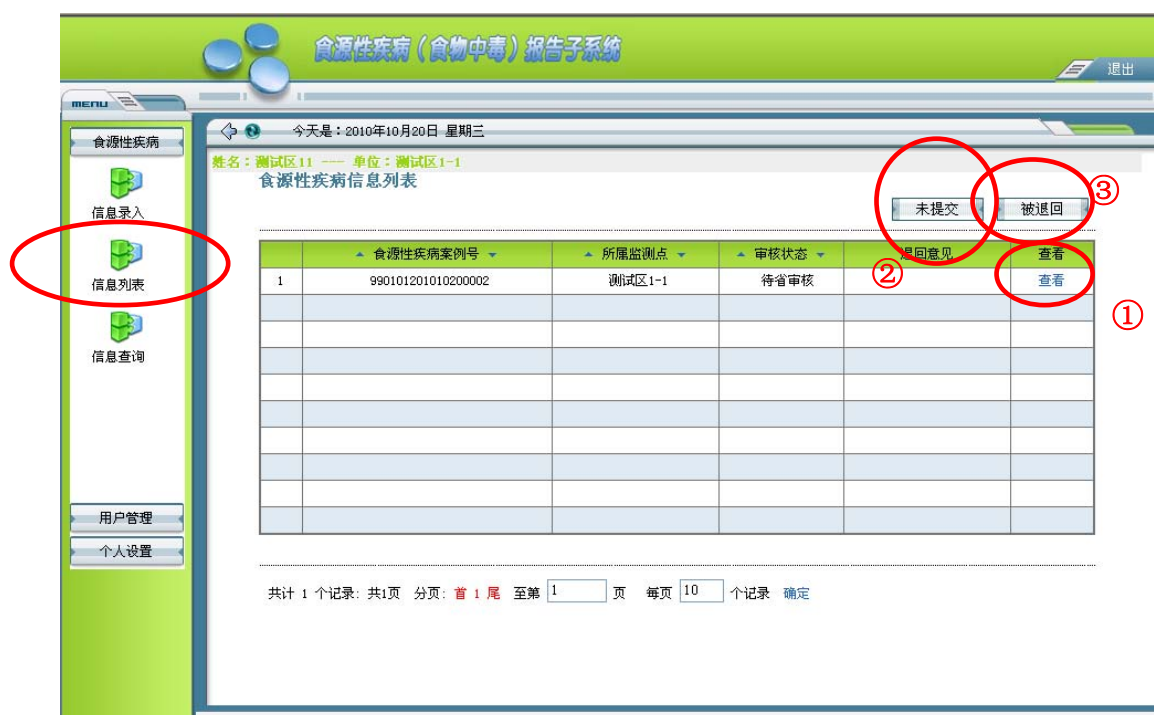 食源性疾病（食物中毒）报告子系统
退出
menu
食源性疾病
今天是：2010年10月20日 星期三
姓名：测试区11 --- 单位：测试区1-1
食源性疾病信息列表
信息录入
未提交 被退回 ③
食源性疾病案例号 所属监测点 审核状态 退回意见 查看
信息列表
1 990101201010200002 测试区1-1 待省审核 查看
②
①
信息查询
用户管理
个人设置
共计 1 个记录: 共1页 分页: 首 1 尾 至第 1 页 每页 10 个记录 确定